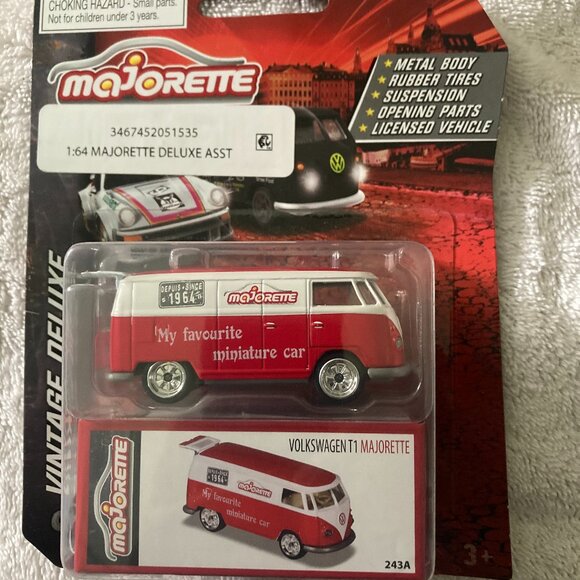 CHOKING HAZARD - Small parts.
Not for children under 3 years.
majorette
3467452051535
1:64 MAJORETTE DELUXE ASST
METAL BODY
RUBBER TIRES
SUSPENSION
OPENING PARTS
LICENSED VEHICLE
VINTAGE DELUXE
DEPUIS • SINCE
1964
majorette
"My favourite
miniature car
VOLKSWAGEN T1 MAJORETTE
majorette
DEPUIS • SINCE
1964
majorette
"My favourite
miniature car
243A
3+